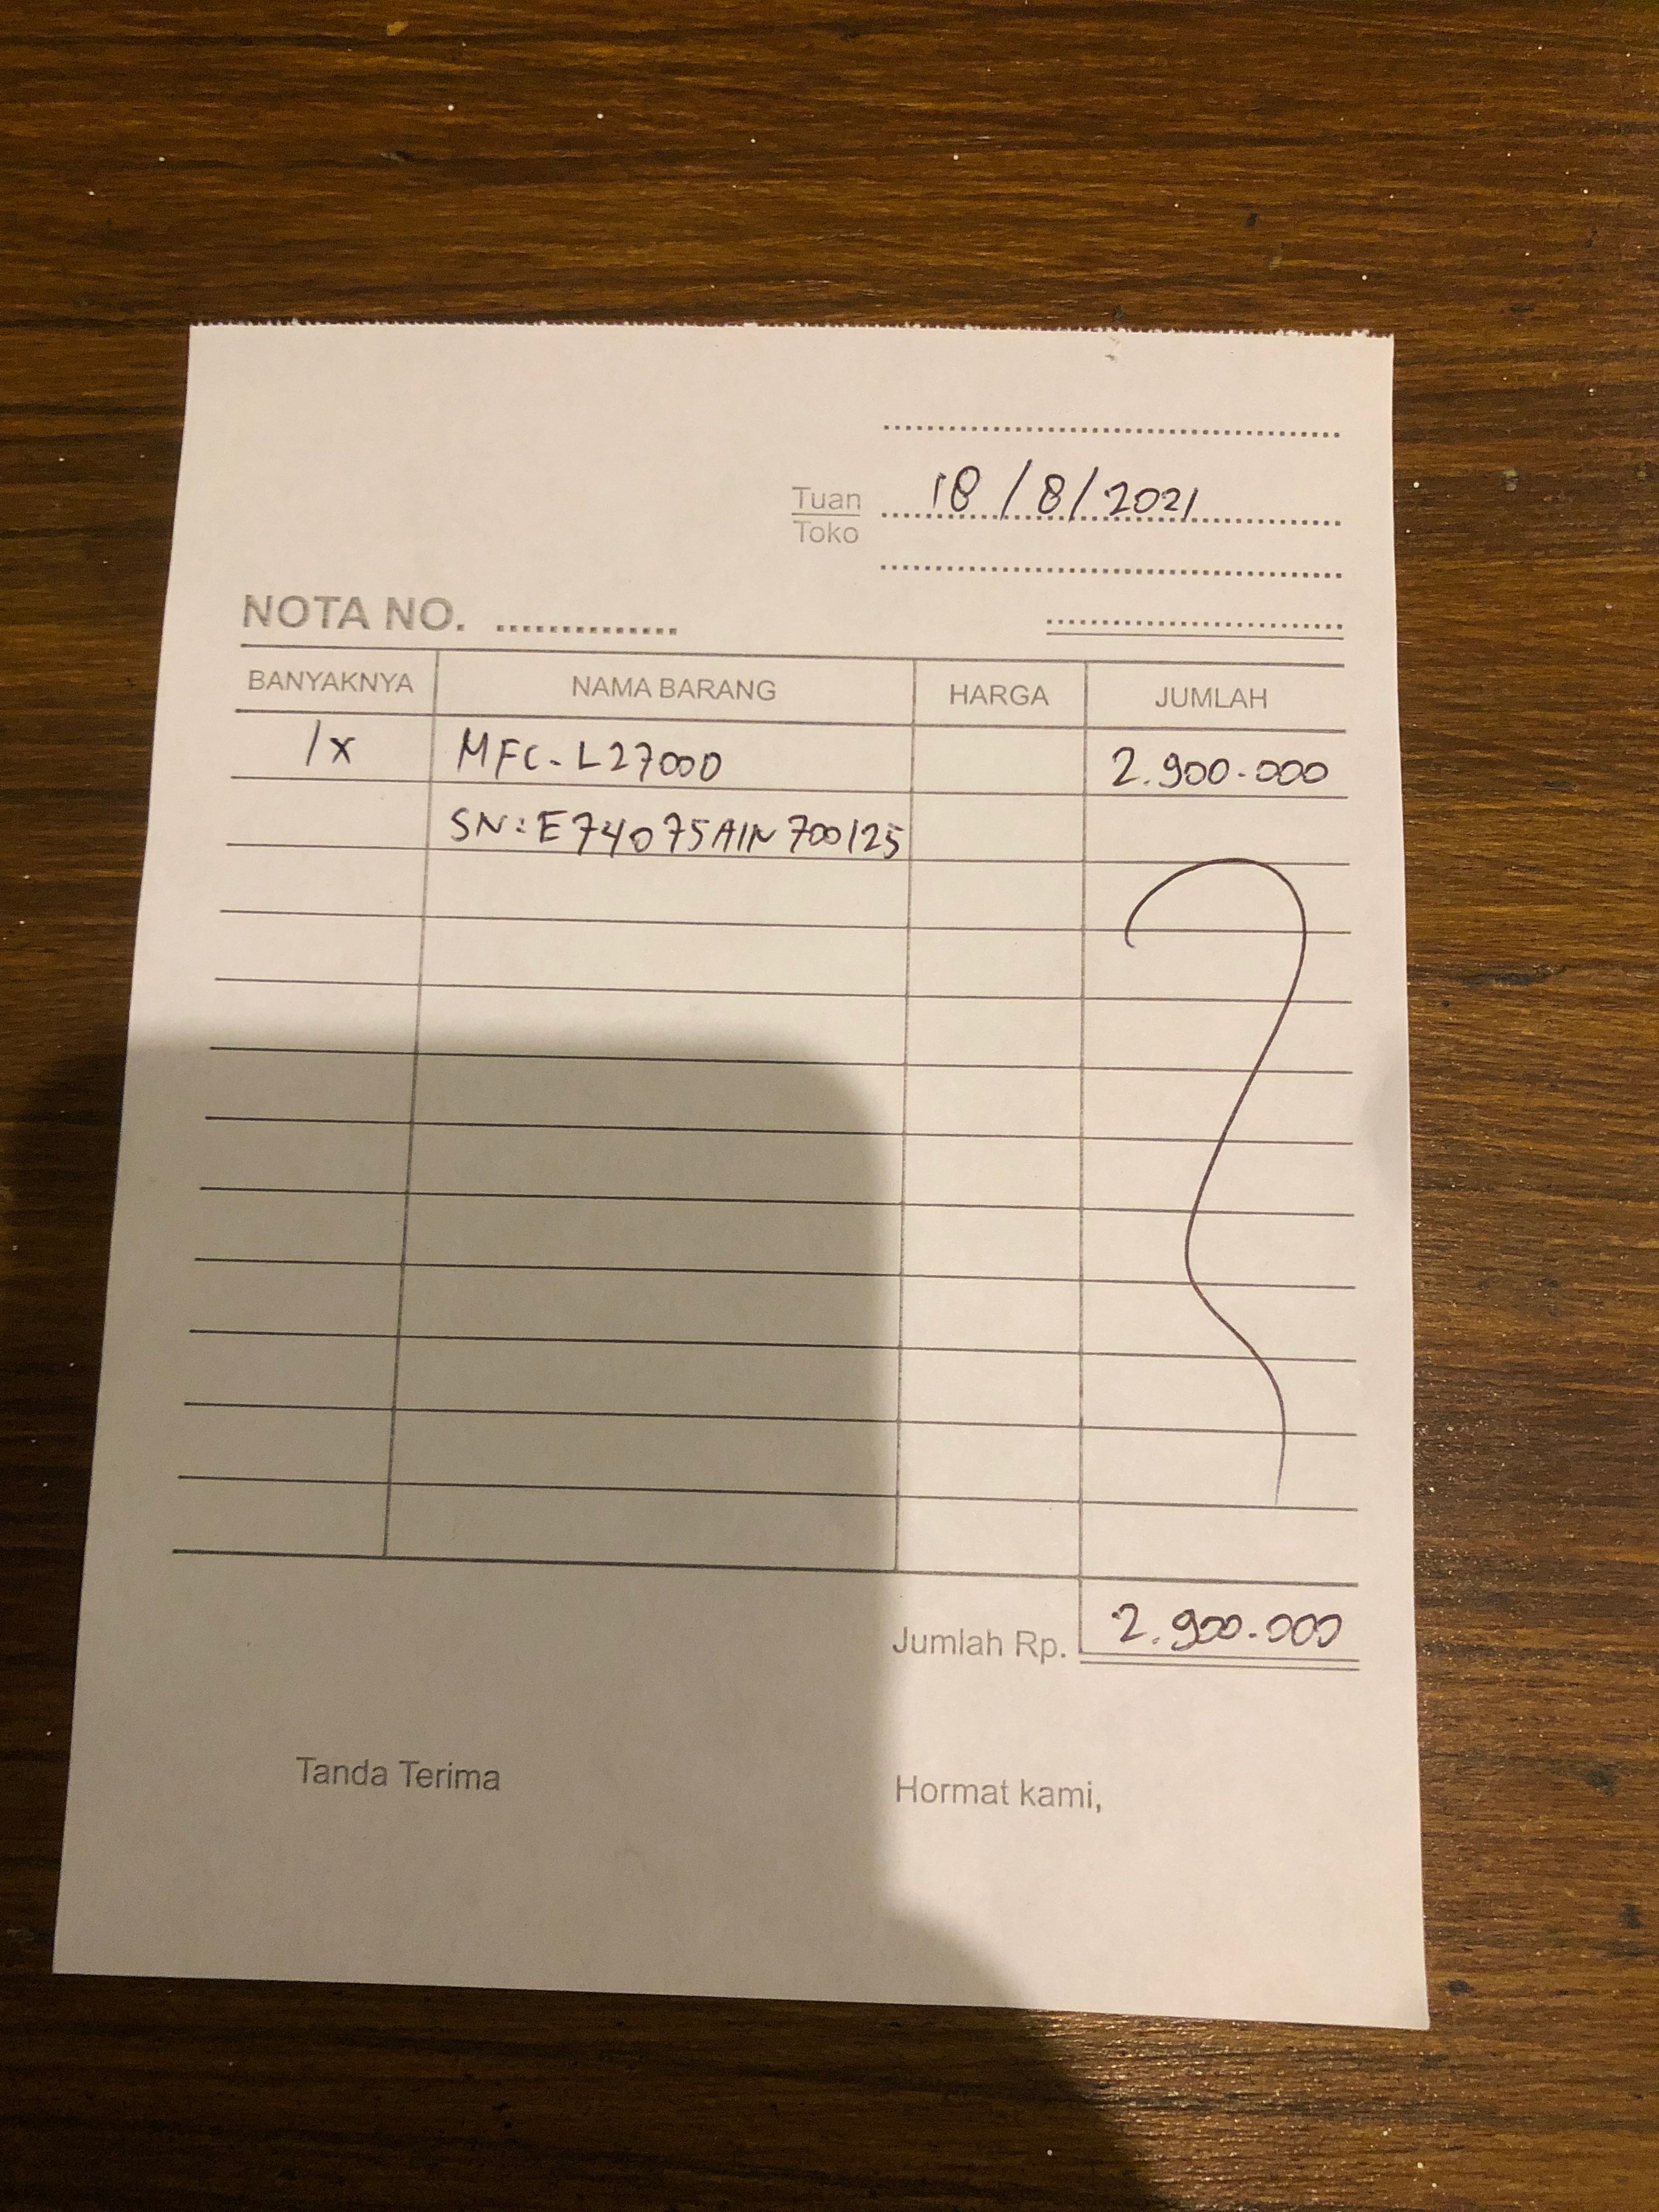 18/8/2021
Tuan
Toko
NOTA NO.
BANYAKNYA NAMA BARANG HARGA JUMLAH
1x MFC-L2700D 2.900.000
SN: E74075A1N700125
Jumlah Rp. 2.900.000
Tanda Terima Hormat kami,